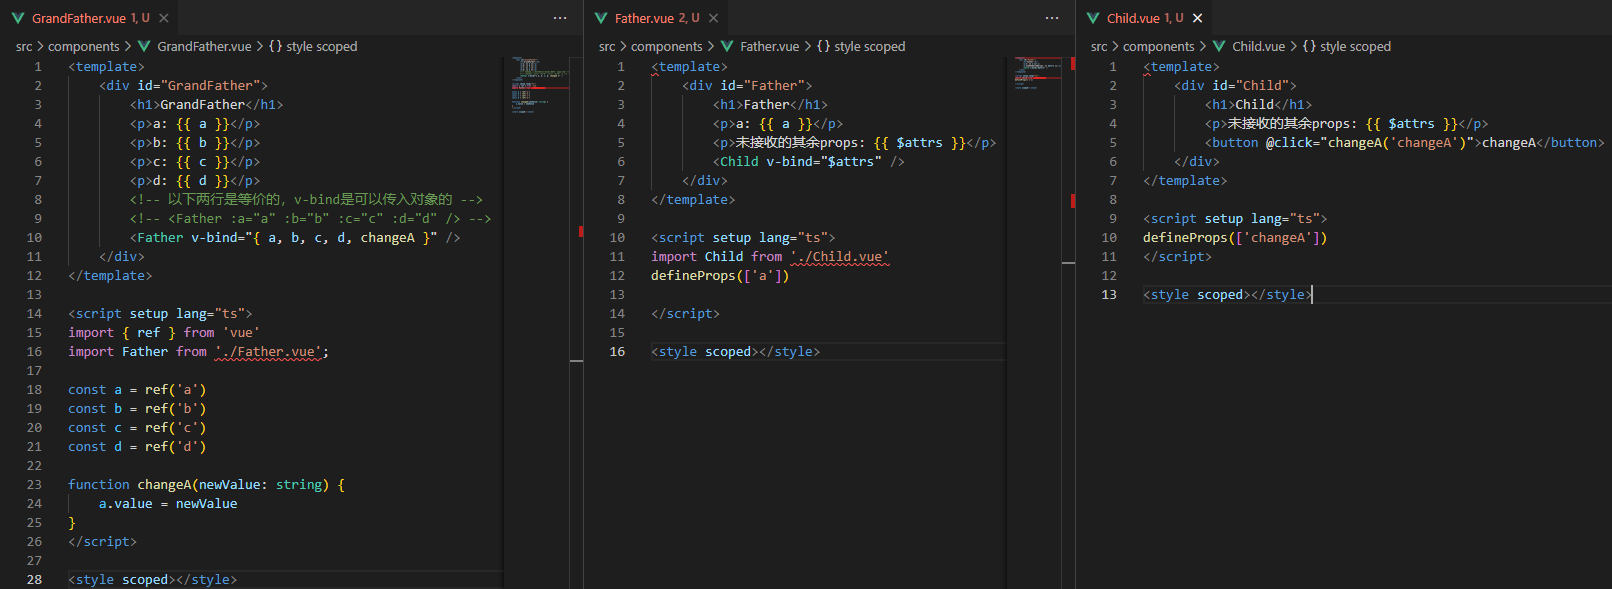 GrandFather.vue 1, U
src > components > GrandFather.vue > {} style scoped
1 <template>
2 <div id="GrandFather">
3 <h1>GrandFather</h1>
4 <p>a: {{ a }}</p>
5 <p>b: {{ b }}</p>
6 <p>c: {{ c }}</p>
7 <p>d: {{ d }}</p>
8 <!-- 以下两行是等价的，v-bind是可以传入对象的 -->
9 <!-- <Father :a="a" :b="b" :c="c" :d="d" /> -->
10 <Father v-bind="{ a, b, c, d, changeA }" />
11 </div>
12 </template>
13
14 <script setup lang="ts">
15 import { ref } from 'vue'
16 import Father from './Father.vue';
17
18 const a = ref('a')
19 const b = ref('b')
20 const c = ref('c')
21 const d = ref('d')
22
23 function changeA(newValue: string) {
24 a.value = newValue
25 }
26 </script>
27
28 <style scoped></style>
Father.vue 2, U
src > components > Father.vue > {} style scoped
1 <template>
2 <div id="Father">
3 <h1>Father</h1>
4 <p>a: {{ a }}</p>
5 <p>未接收的其余props: {{ $attrs }}</p>
6 <Child v-bind="$attrs" />
7 </div>
8 </template>
9
10 <script setup lang="ts">
11 import Child from './Child.vue'
12 defineProps(['a'])
13
14 </script>
15
16 <style scoped></style>
Child.vue 1, U
src > components > Child.vue > {} style scoped
1 <template>
2 <div id="Child">
3 <h1>Child</h1>
4 <p>未接收的其余props: {{ $attrs }}</p>
5 <button @click="changeA('changeA')">changeA</button>
6 </div>
7 </template>
8
9 <script setup lang="ts">
10 defineProps(['changeA'])
11 </script>
12
13 <style scoped></style>